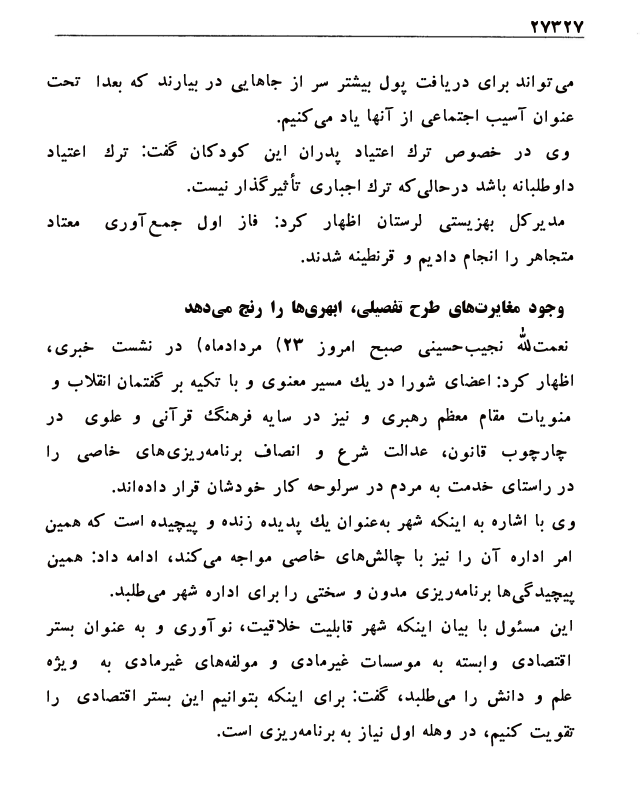 ۲۷۳۲۷
می‌تواند برای دریافت پول بیشتر سر از جاهایی در بیارند که بعدا تحت
عنوان آسیب اجتماعی از آنها یاد می‌کنیم.
وی در خصوص ترك اعتیاد پدران این کودکان گفت: ترك اعتیاد
داوطلبانه باشد درحالی‌که ترك اجباری تأثیرگذار نیست.
مدیرکل بهزیستی لرستان اظهار کرد: فاز اول جمع‌آوری معتاد
متجاهر را انجام دادیم و قرنطینه شدند.
وجود مغایرت‌های طرح تفصیلی، ابهری‌ها را رنج می‌دهد
نعمت‌الله نجیب‌حسینی صبح امروز ۲۳) مردادماه) در نشست خبری،
اظهار کرد: اعضای شورا در یك مسیر معنوی و با تکیه بر گفتمان انقلاب و
منویات مقام معظم رهبری و نیز در سایه فرهنگ قرآنی و علوی در
چارچوب قانون، عدالت شرع و انصاف برنامه‌ریزی‌های خاصی را
در راستای خدمت به مردم در سرلوحه کار خودشان قرار داده‌اند.
وی با اشاره به اینکه شهر به‌عنوان یك پدیده زنده و پیچیده است که همین
امر اداره آن را نیز با چالش‌های خاصی مواجه می‌کند، ادامه داد: همین
پیچیدگی‌ها برنامه‌ریزی مدون و سختی را برای اداره شهر می‌طلبد.
این مسئول با بیان اینکه شهر قابلیت خلاقیت، نوآوری و به عنوان بستر
اقتصادی وابسته به موسسات غیرمادی و مولفه‌های غیرمادی به ویژه
علم و دانش را می‌طلبد، گفت: برای اینکه بتوانیم این بستر اقتصادی را
تقویت کنیم، در وهله اول نیاز به برنامه‌ریزی است.